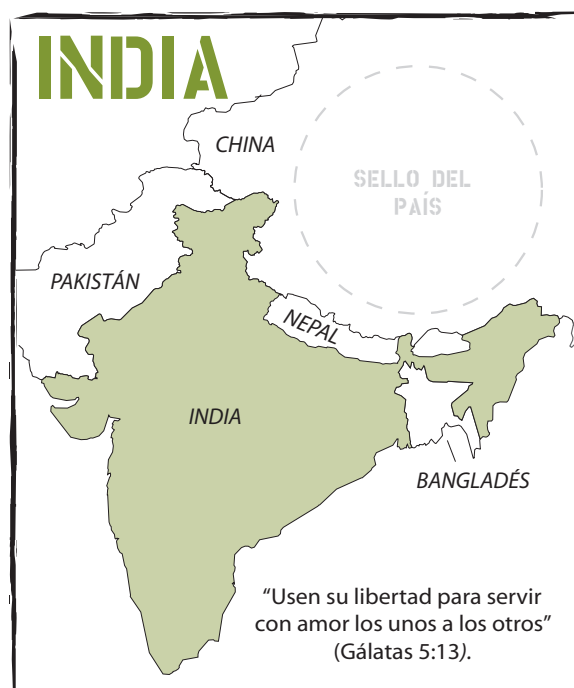 INDIA
CHINA
SELLO DEL
PAÍS
PAKISTÁN
NEPAL
INDIA
BANGLADÉS
“Usen su libertad para servir
con amor los unos a los otros”
(Gálatas 5:13).